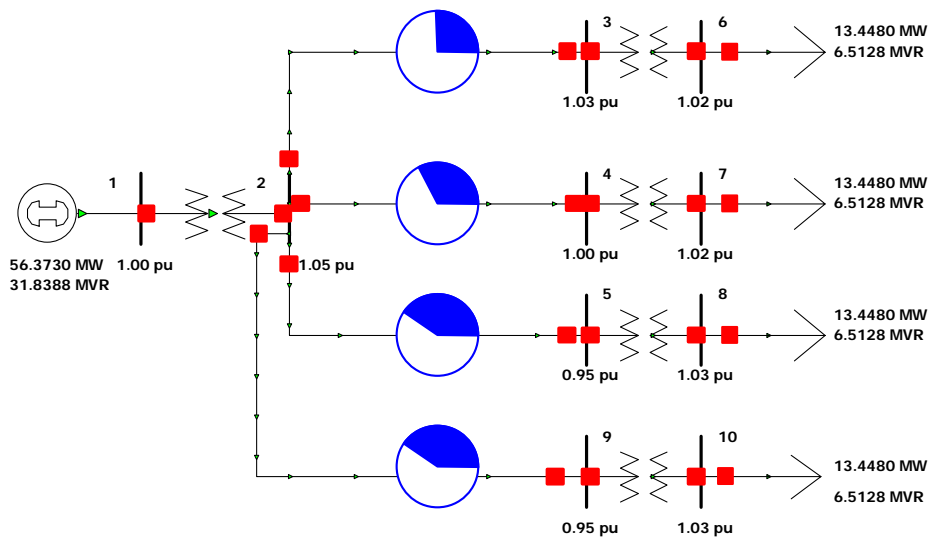 3
6
13.4480 MW
6.5128 MVR
1.03 pu
1.02 pu
1
2
4
7
13.4480 MW
6.5128 MVR
56.3730 MW
31.8388 MVR
1.00 pu
1.05 pu
1.00 pu
1.02 pu
5
8
13.4480 MW
6.5128 MVR
0.95 pu
1.03 pu
9
10
13.4480 MW
6.5128 MVR
0.95 pu
1.03 pu